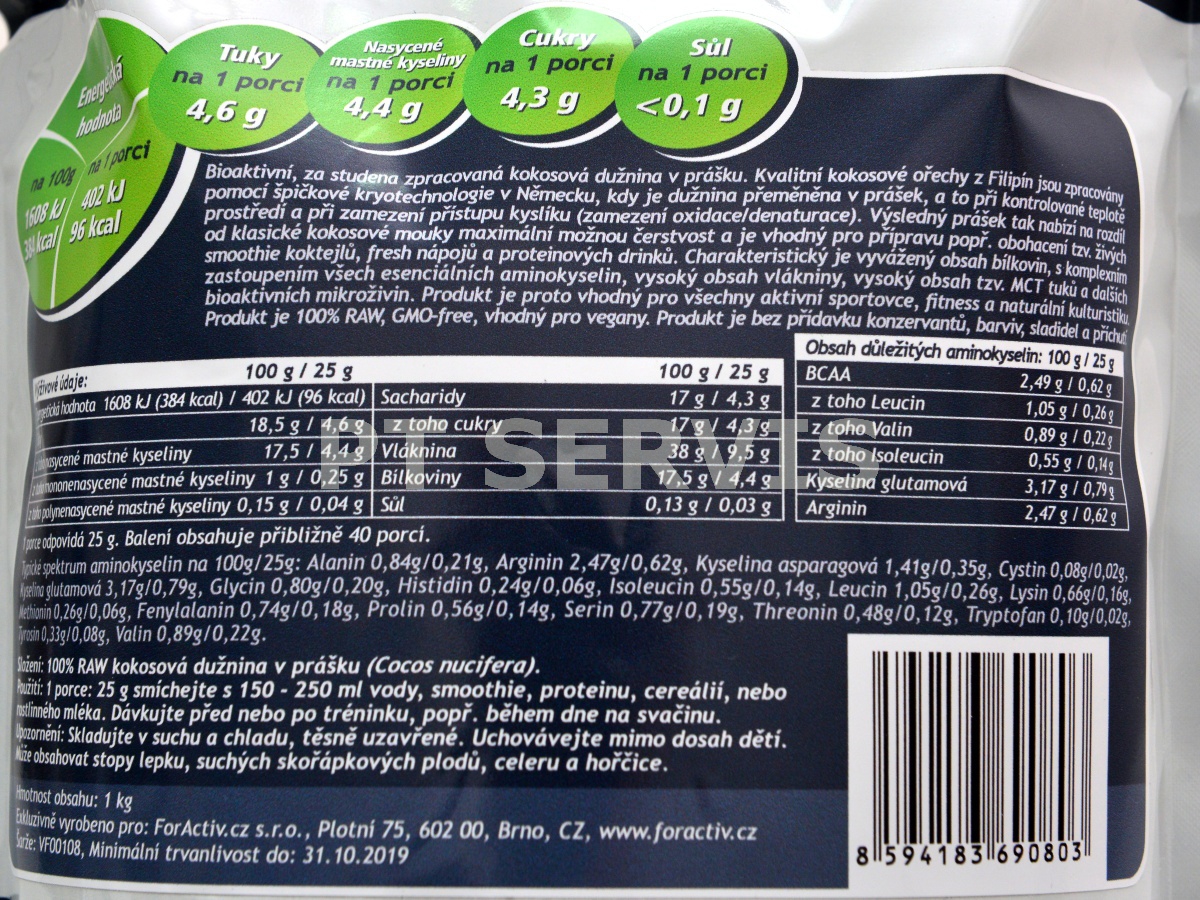 Energetická
hodnota
na 100g
na 1 porci
1608 kJ
402 kJ
384 kcal
96 kcal
Tuky
na 1 porci
4,6 g
Nasycené
mastné kyseliny
na 1 porci
4,4 g
Cukry
na 1 porci
4,3 g
Sůl
na 1 porci
<0,1 g
Bioaktivní, za studena zpracovaná kokosová dužnina v prášku. Kvalitní kokosové ořechy z Filipín jsou zpracovány
pomocí špičkové kryotechnologie v Německu, kdy je dužnina přeměněna v prášek, a to při kontrolované teplotě
prostředí a při zamezení přístupu kyslíku (zamezení oxidace/denaturace). Výsledný prášek tak nabízí na rozdíl
od klasické kokosové mouky maximální možnou čerstvost a je vhodný pro přípravu popř. obohacení tzv. živých
smoothie koktejlů, fresh nápojů a proteinových drinků. Charakteristický je vyvážený obsah bílkovin, s komplexním
zastoupením všech esenciálních aminokyselin, vysoký obsah vlákniny, vysoký obsah tzv. MCT tuků a dalších
bioaktivních mikroživin. Produkt je proto vhodný pro všechny aktivní sportovce, fitness a naturální kulturistiku.
Produkt je 100% RAW, GMO-free, vhodný pro vegany. Produkt je bez přídavku konzervantů, barviv, sladidel a příchutí
Výživové údaje: 100 g / 25 g 100 g / 25 g
Energetická hodnota 1608 kJ (384 kcal) / 402 kJ (96 kcal) Sacharidy 17 g / 4,3 g
18,5 g / 4,6 g z toho cukry 17 g / 4,3 g
z toho nasycené mastné kyseliny 17,5 / 4,4 g Vláknina 38 g / 9,5 g
z toho mononenasycené mastné kyseliny 1 g / 0,25 g Bílkoviny 17,5 g / 4,4 g
z toho polynenasycené mastné kyseliny 0,15 g / 0,04 g Sůl 0,13 g / 0,03 g
Obsah důležitých aminokyselin: 100 g / 25 g
BCAA 2,49 g / 0,62 g
z toho Leucin 1,05 g / 0,26 g
z toho Valin 0,89 g / 0,22 g
z toho Isoleucin 0,55 g / 0,14 g
Kyselina glutamová 3,17 g / 0,79 g
Arginin 2,47 g / 0,62 g
PT SERVIS
1 porce odpovídá 25 g. Balení obsahuje přibližně 40 porcí.
Typické spektrum aminokyselin na 100g/25g: Alanin 0,84g/0,21g, Arginin 2,47g/0,62g, Kyselina asparagová 1,41g/0,35g, Cystin 0,08g/0,02g,
Kyselina glutamová 3,17g/0,79g, Glycin 0,80g/0,20g, Histidin 0,24g/0,06g, Isoleucin 0,55g/0,14g, Leucin 1,05g/0,26g, Lysin 0,66g/0,16g,
Methionin 0,26g/0,06g, Fenylalanin 0,74g/0,18g, Prolin 0,56g/0,14g, Serin 0,77g/0,19g, Threonin 0,48g/0,12g, Tryptofan 0,10g/0,02g,
Tyrosin 0,33g/0,08g, Valin 0,89g/0,22g.
Složení: 100% RAW kokosová dužnina v prášku (Cocos nucifera).
Použití: 1 porce: 25 g smíchejte s 150 - 250 ml vody, smoothie, proteinu, cereálií, nebo
rostlinného mléka. Dávkujte před nebo po tréninku, popř. během dne na svačinu.
Upozornění: Skladujte v suchu a chladu, těsně uzavřené. Uchovávejte mimo dosah dětí.
Může obsahovat stopy lepku, suchých skořápkových plodů, celeru a hořčice.
Hmotnost obsahu: 1 kg
Exkluzivně vyrobeno pro: ForActiv.cz s.r.o., Plotní 75, 602 00, Brno, CZ, www.foractiv.cz
Šarže: VF00108, Minimální trvanlivost do: 31.10.2019
8 594183 690803